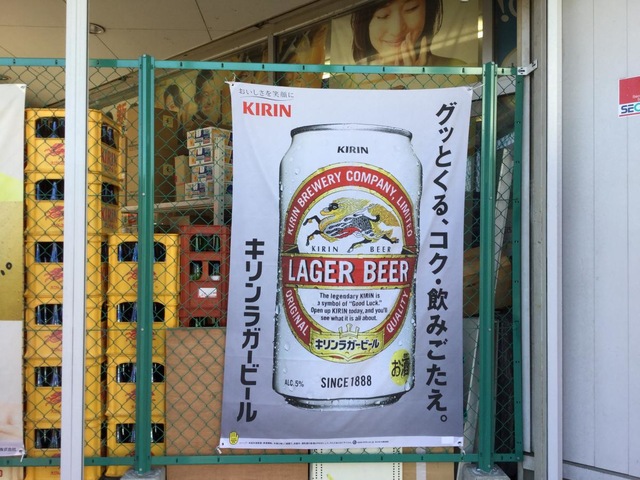 おいしさを笑顔に
KIRIN
グッとくる、コク・飲みごたえ。
キリンラガービール
KIRIN
KIRIN BREWERY COMPANY, LIMITED
KIRIN BEER
LAGER BEER
The legendary KIRIN is
a symbol of "Good Luck."
Open up KIRIN today, and you'll
see what it is all about.
ORIGINAL QUALITY
キリンラガービール
お酒
ALC. 5%
SINCE 1888